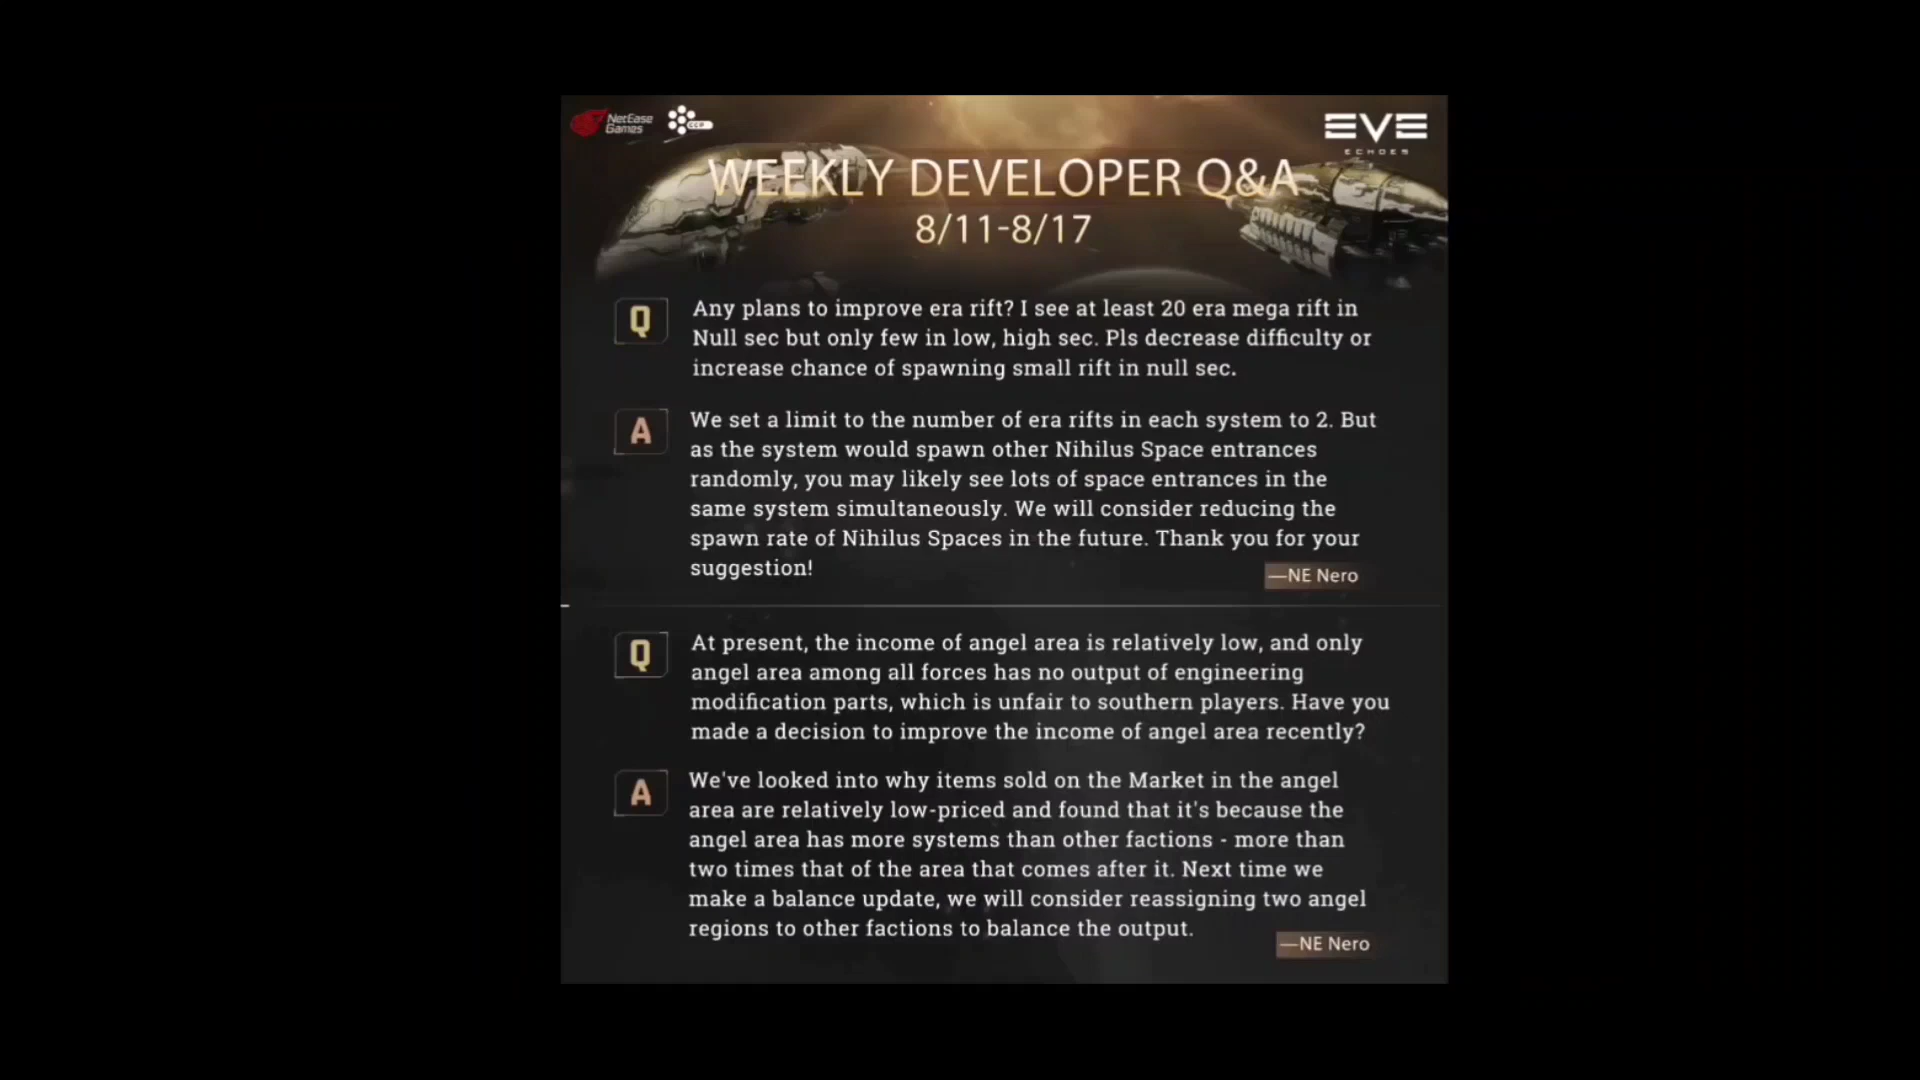 NetEase
Games
CCP
EVE
ECHOES
WEEKLY DEVELOPER Q&A
8/11-8/17
Q
Any plans to improve era rift? I see at least 20 era mega rift in
Null sec but only few in low, high sec. Pls decrease difficulty or
increase chance of spawning small rift in null sec.
A
We set a limit to the number of era rifts in each system to 2. But
as the system would spawn other Nihilus Space entrances
randomly, you may likely see lots of space entrances in the
same system simultaneously. We will consider reducing the
spawn rate of Nihilus Spaces in the future. Thank you for your
suggestion!
—NE Nero
Q
At present, the income of angel area is relatively low, and only
angel area among all forces has no output of engineering
modification parts, which is unfair to southern players. Have you
made a decision to improve the income of angel area recently?
A
We've looked into why items sold on the Market in the angel
area are relatively low-priced and found that it's because the
angel area has more systems than other factions - more than
two times that of the area that comes after it. Next time we
make a balance update, we will consider reassigning two angel
regions to other factions to balance the output.
—NE Nero